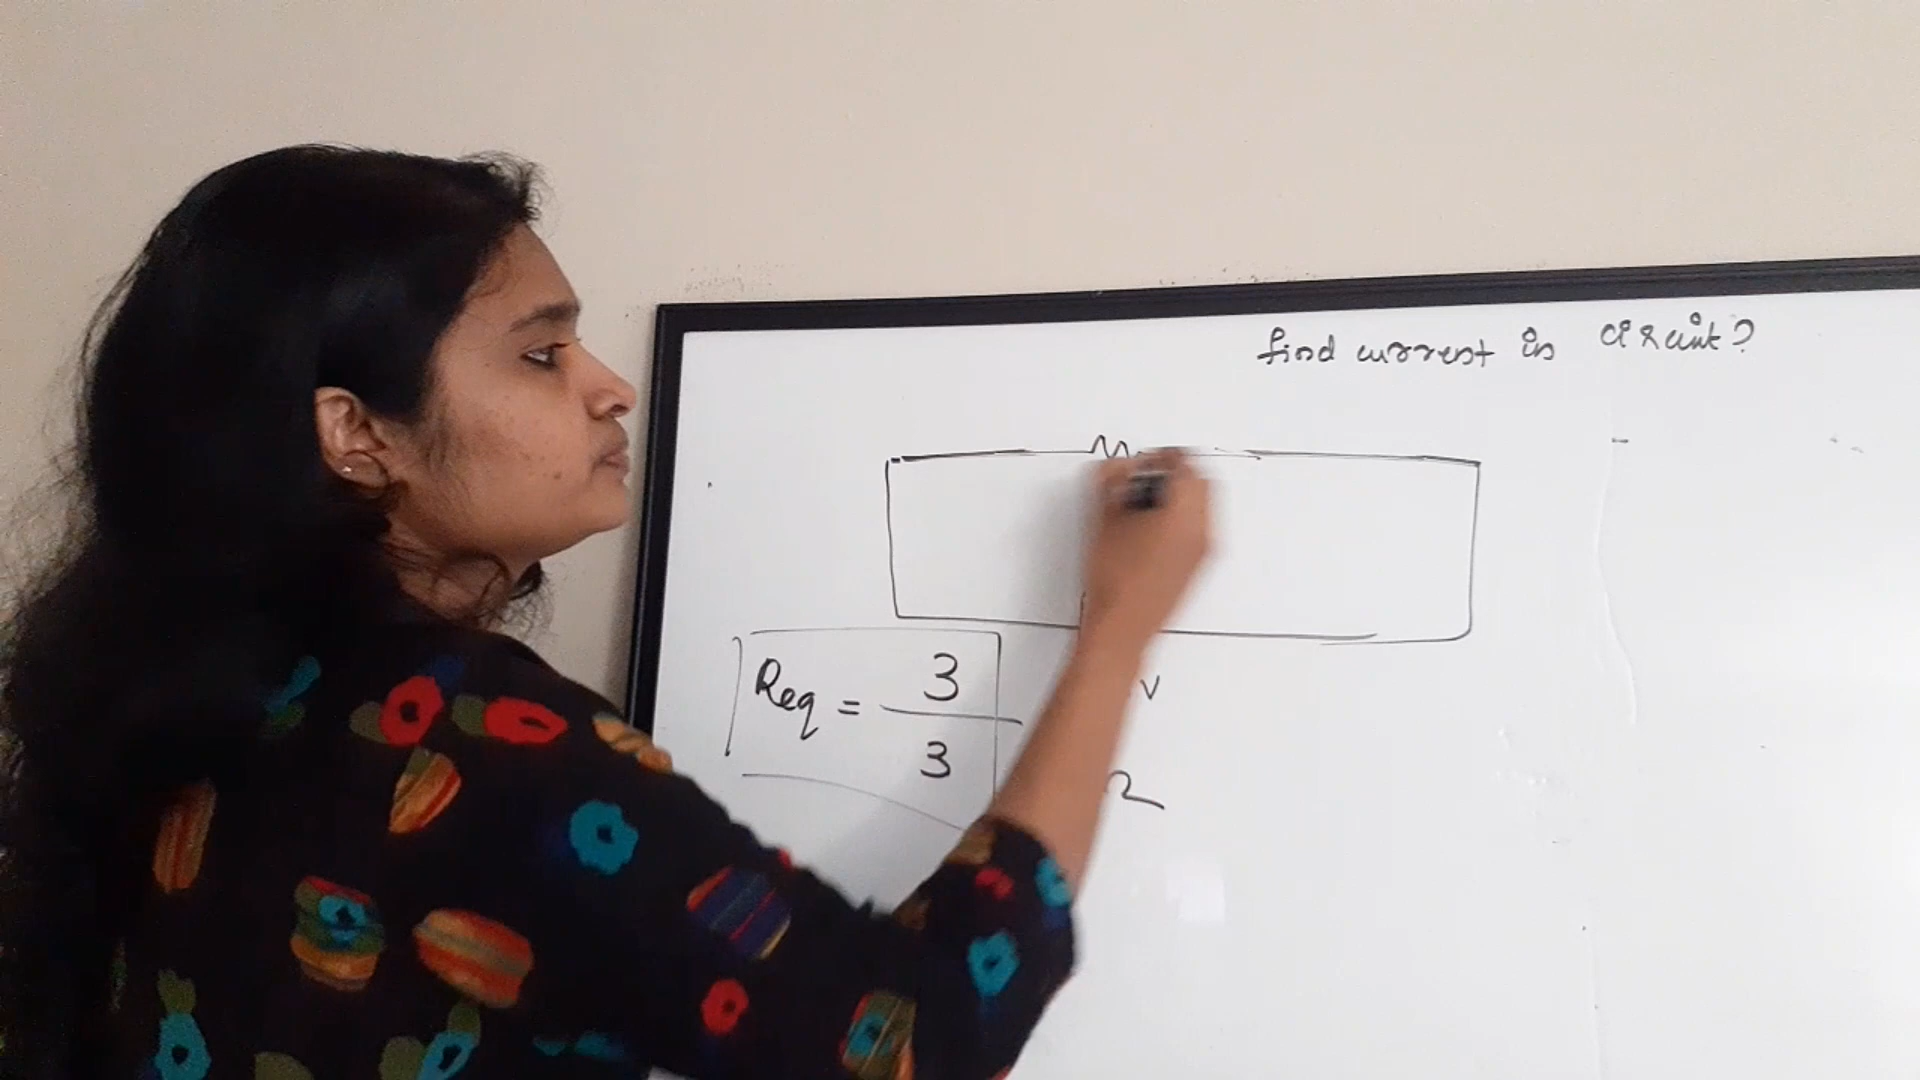 find current in circuit?
V
Req = 3
3
Ω